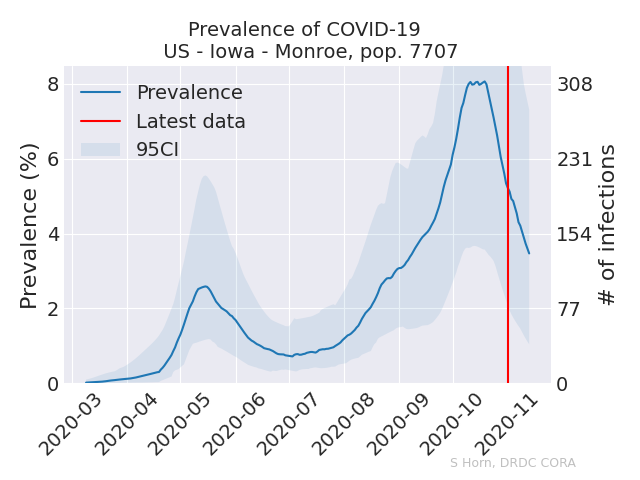 Prevalence of COVID-19
US - Iowa - Monroe, pop. 7707
Prevalence (%)
8
6
4
2
0
Prevalence
Latest data
95CI
308
231
154
77
0
# of infections
2020-03
2020-04
2020-05
2020-06
2020-07
2020-08
2020-09
2020-10
2020-11
S Horn, DRDC CORA